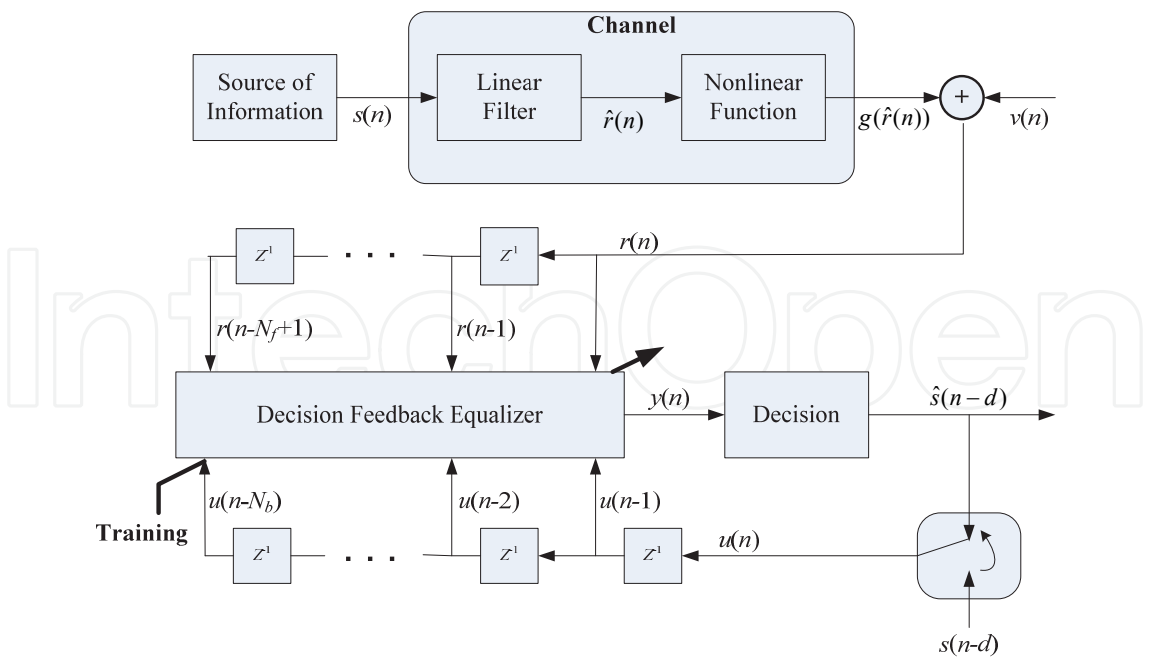 Channel
Source of
Information
s(n)
Linear
Filter
r̂(n)
Nonlinear
Function
g(r̂(n))
+
v(n)
Z⁻¹
. . .
Z⁻¹
r(n)
r(n-N_f+1)
r(n-1)
IntechOpen
Decision Feedback Equalizer
y(n)
Decision
ŝ(n−d)
u(n-N_b)
u(n-2)
u(n-1)
Training
Z⁻¹
. . .
Z⁻¹
Z⁻¹
u(n)
s(n-d)